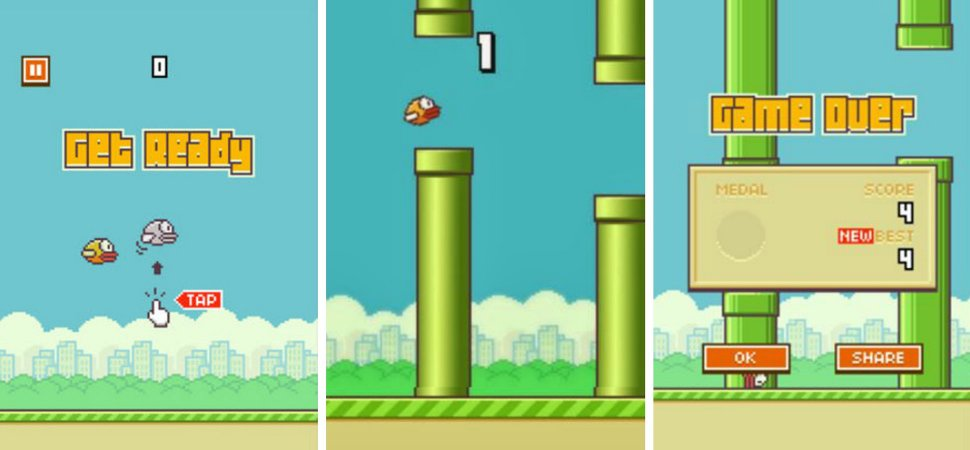 0
Get Ready
TAP
1
Game Over
MEDAL
SCORE
4
NEW BEST
4
OK
SHARE